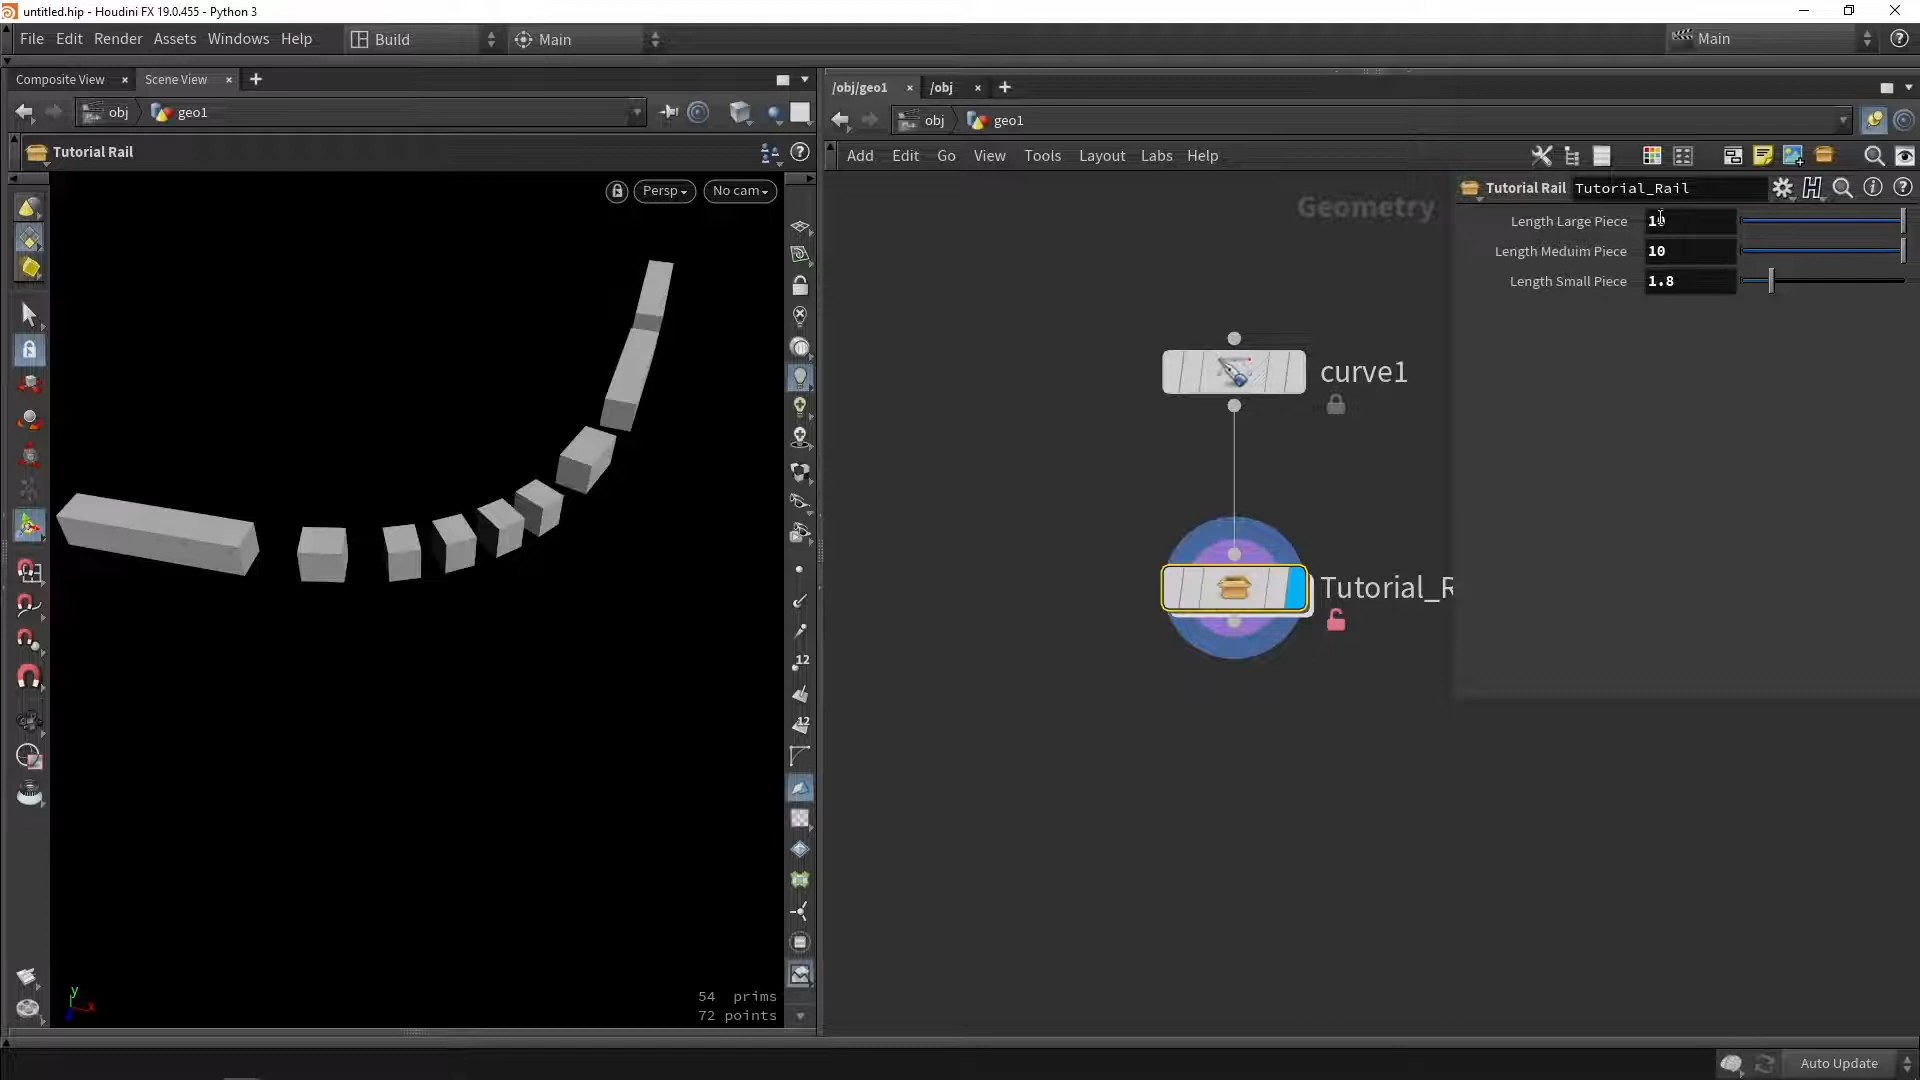 untitled.hip - Houdini FX 19.0.455 - Python 3
File Edit Render Assets Windows Help Build Main Main
Composite View Scene View
/obj/geo1 /obj
obj geo1
obj geo1
Tutorial Rail
Add Edit Go View Tools Layout Labs Help
Persp No cam
Geometry
Tutorial Rail Tutorial_Rail
Length Large Piece
Length Meduim Piece 10
Length Small Piece 1.8
curve1
Tutorial_R
12
12
y
x
54 prims
72 points
Auto Update